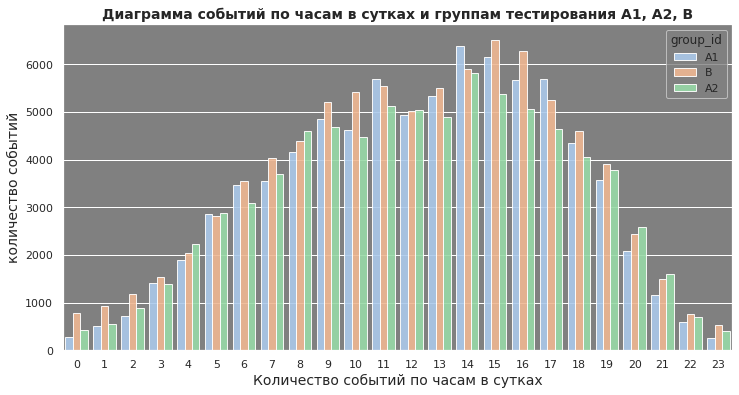 Диаграмма событий по часам в сутках и группам тестирования A1, A2, B
group_id
A1
B
A2
количество событий
6000
5000
4000
3000
2000
1000
0
0 1 2 3 4 5 6 7 8 9 10 11 12 13 14 15 16 17 18 19 20 21 22 23
Количество событий по часам в сутках